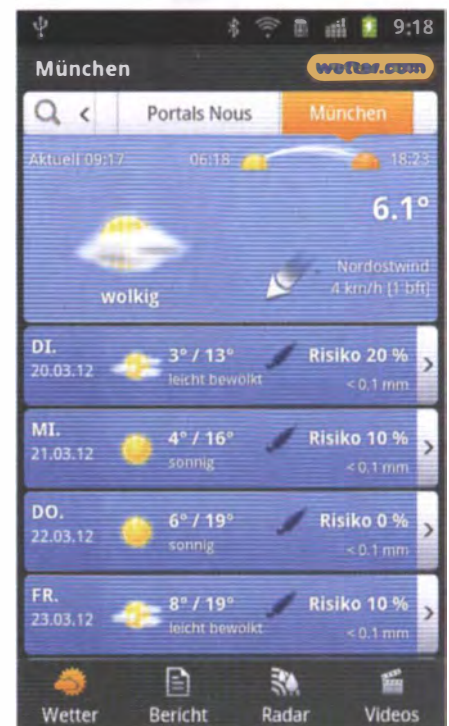 9:18
München wetter.com
Portals Nous München
Aktuell 09:17 06:18 18:23
6.1°
Nordostwind
wolkig 4 km/h [1 bft]
DI. 3° / 13° Risiko 20 %
20.03.12 leicht bewölkt <0.1 mm
MI. 4° / 16° Risiko 10 %
21.03.12 sonnig <0.1 mm
DO. 6° / 19° Risiko 0 %
22.03.12 sonnig <0.1 mm
FR. 8° / 19° Risiko 10 %
23.03.12 leicht bewölkt <0.1 mm
Wetter Bericht Radar Videos